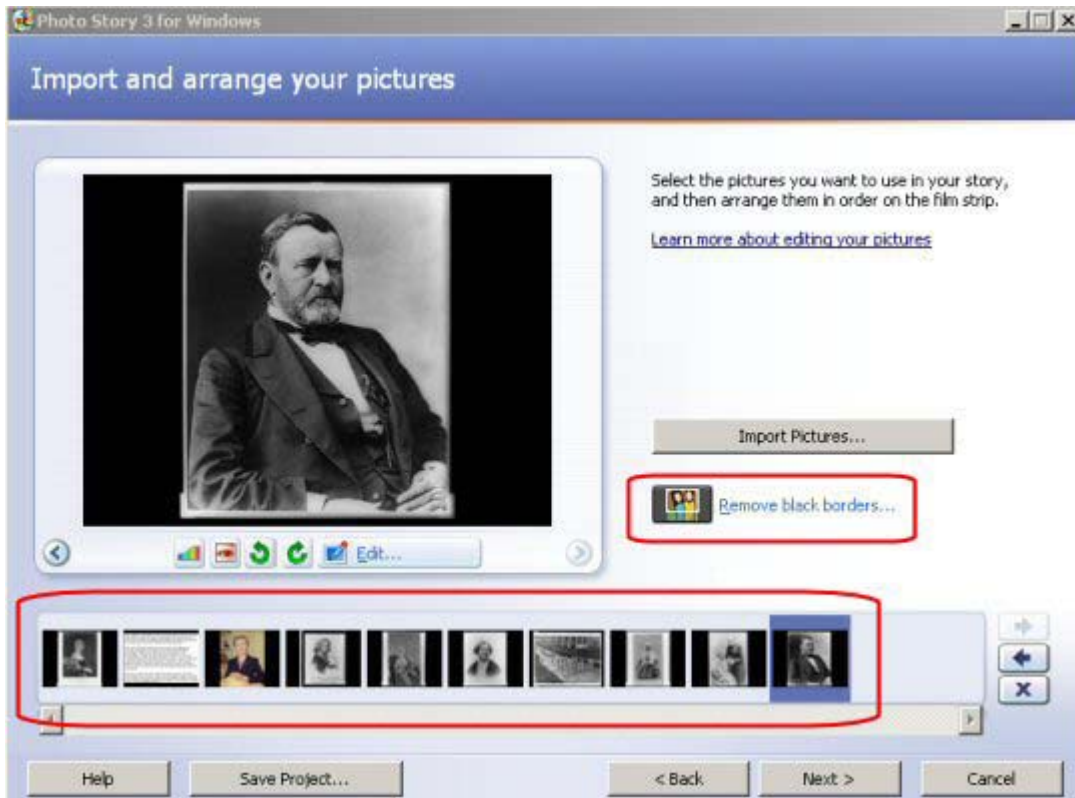 Photo Story 3 for Windows
Import and arrange your pictures
Select the pictures you want to use in your story,
and then arrange them in order on the film strip.
Learn more about editing your pictures
Import Pictures...
Remove black borders...
Edit...
Help
Save Project...
< Back
Next >
Cancel